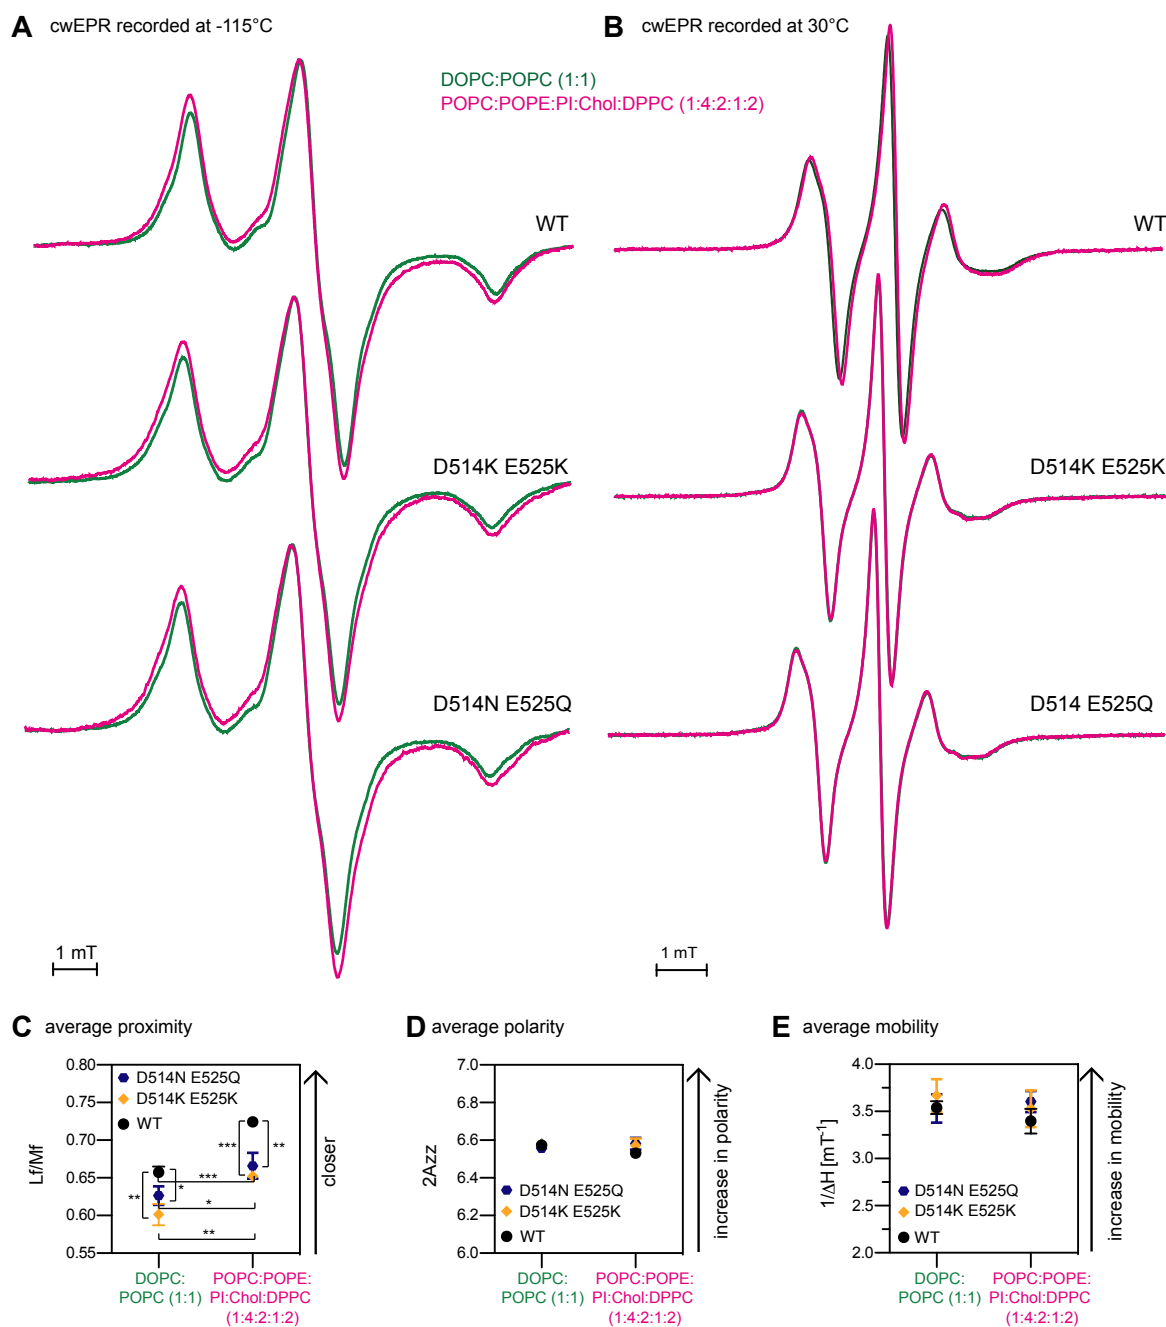 A cwEPR recorded at -115°C
B cwEPR recorded at 30°C
DOPC:POPC (1:1)
POPC:POPE:PI:Chol:DPPC (1:4:2:1:2)
WT
WT
D514K E525K
D514K E525K
D514N E525Q
D514 E525Q
1 mT
1 mT
C average proximity
Lf/Mf
0.80
0.75
0.70
0.65
0.60
0.55
D514N E525Q
D514K E525K
WT
***
**
**
*
***
*
**
closer
DOPC:
POPC (1:1)
POPC:POPE:
PI:Chol:DPPC
(1:4:2:1:2)
D average polarity
2Azz
7.0
6.8
6.6
6.4
6.2
6.0
D514N E525Q
D514K E525K
WT
increase in polarity
DOPC:
POPC (1:1)
POPC:POPE:
PI:Chol:DPPC
(1:4:2:1:2)
E average mobility
1/ΔH [mT⁻¹]
4.0
3.5
3.0
2.5
2.0
D514N E525Q
D514K E525K
WT
increase in mobility
DOPC:
POPC (1:1)
POPC:POPE:
PI:Chol:DPPC
(1:4:2:1:2)